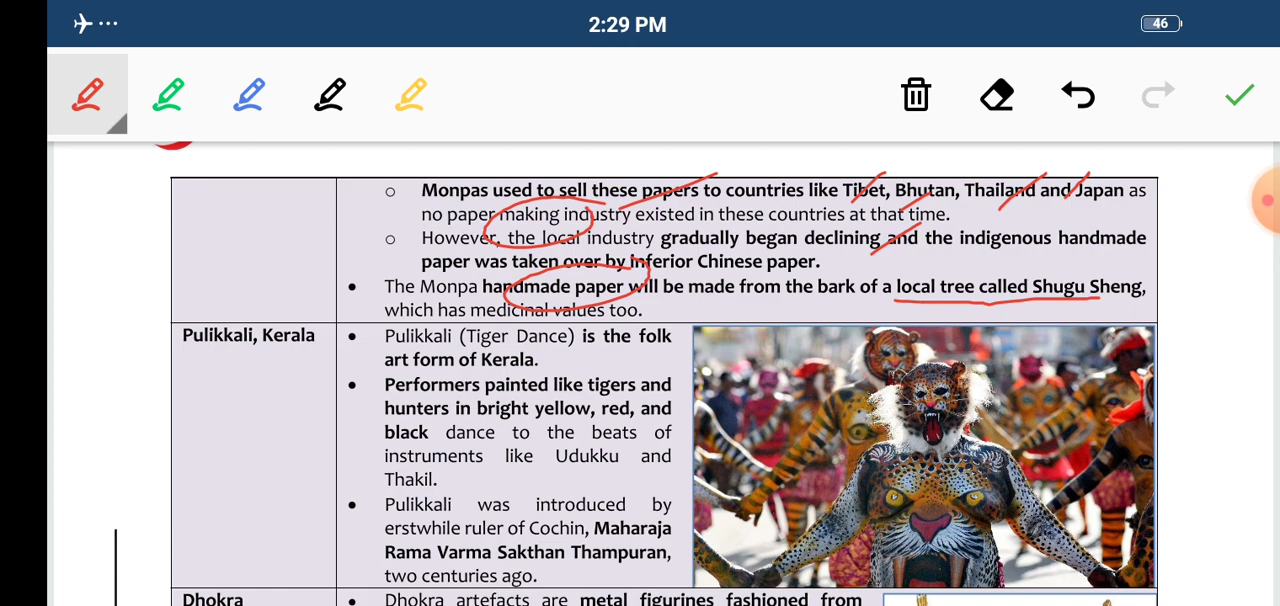 2:29 PM
46
o Monpas used to sell these papers to countries like Tibet, Bhutan, Thailand and Japan as
no paper making industry existed in these countries at that time.
o However, the local industry gradually began declining and the indigenous handmade
paper was taken over by inferior Chinese paper.
• The Monpa handmade paper will be made from the bark of a local tree called Shugu Sheng,
which has medicinal values too.
Pulikkali, Kerala
• Pulikkali (Tiger Dance) is the folk
art form of Kerala.
• Performers painted like tigers and
hunters in bright yellow, red, and
black dance to the beats of
instruments like Udukku and
Thakil.
• Pulikkali was introduced by
erstwhile ruler of Cochin, Maharaja
Rama Varma Sakthan Thampuran,
two centuries ago.
Dhokra
• Dhokra artefacts are metal figurines fashioned from